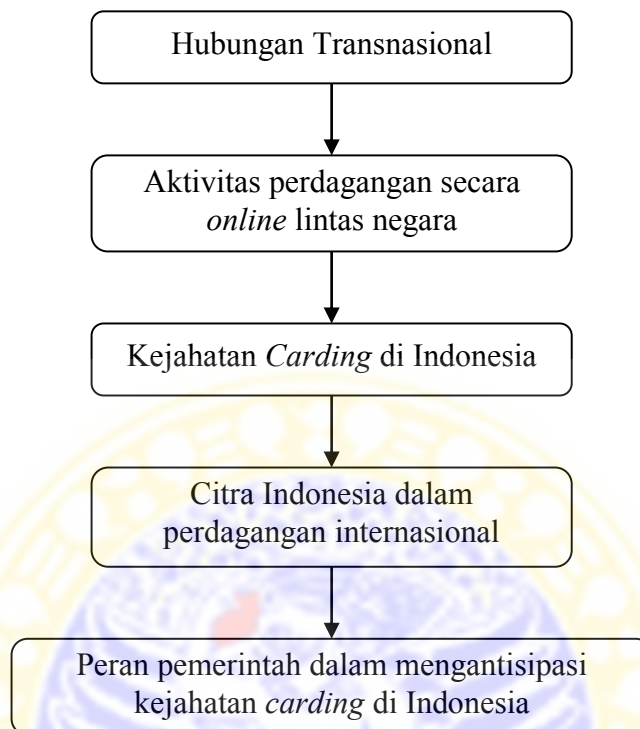 Hubungan Transnasional
Aktivitas perdagangan secara
online lintas negara
Kejahatan Carding di Indonesia
Citra Indonesia dalam
perdagangan internasional
Peran pemerintah dalam mengantisipasi
kejahatan carding di Indonesia